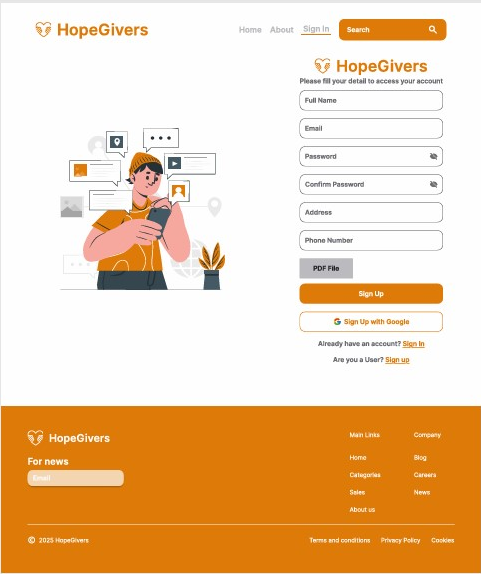 HopeGivers
Home About Sign In Search
HopeGivers
Please fill your detail to access your account
Full Name
Email
Password
Confirm Password
Address
Phone Number
PDF File
Sign Up
Sign Up with Google
Already have an account? Sign In
Are you a User? Sign up
HopeGivers
For news
Email
Main Links
Home
Categories
Sales
About us
Company
Blog
Careers
News
© 2025 HopeGivers
Terms and conditions Privacy Policy Cookies